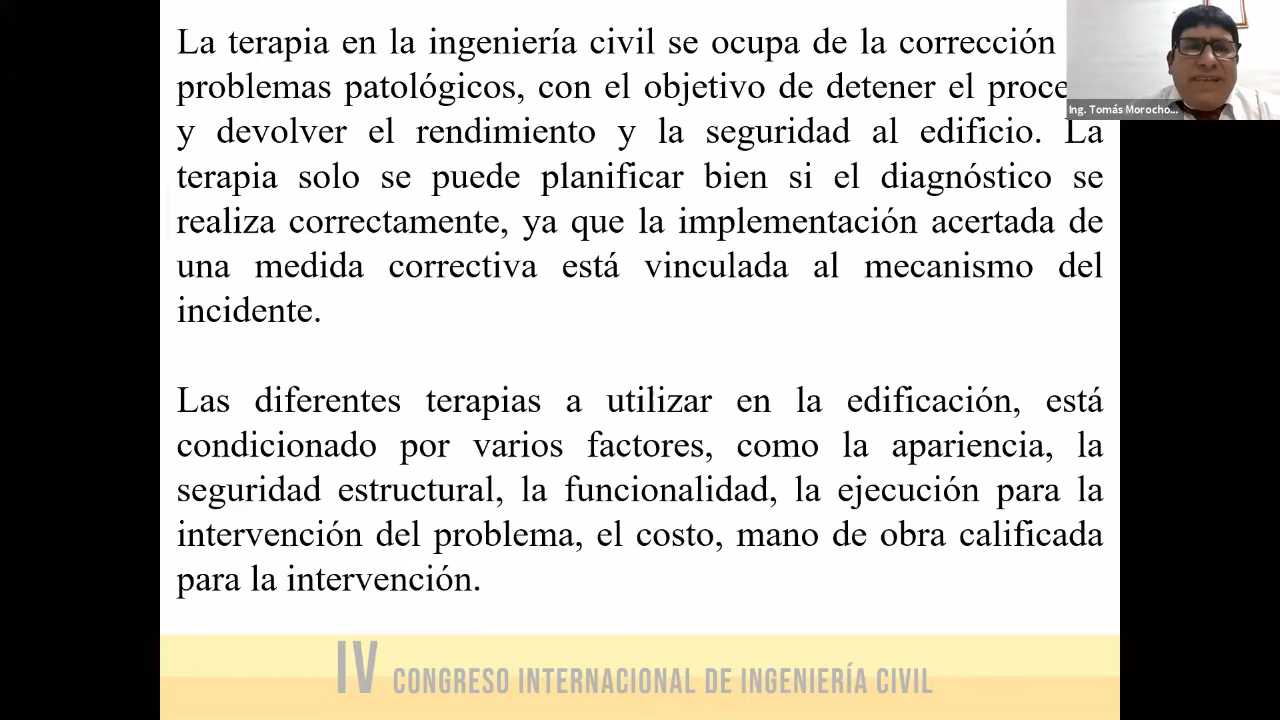 La terapia en la ingeniería civil se ocupa de la corrección
problemas patológicos, con el objetivo de detener el proce
y devolver el rendimiento y la seguridad al edificio. La
terapia solo se puede planificar bien si el diagnóstico se
realiza correctamente, ya que la implementación acertada de
una medida correctiva está vinculada al mecanismo del
incidente.
Las diferentes terapias a utilizar en la edificación, está
condicionado por varios factores, como la apariencia, la
seguridad estructural, la funcionalidad, la ejecución para la
intervención del problema, el costo, mano de obra calificada
para la intervención.
IV CONGRESO INTERNACIONAL DE INGENIERÍA CIVIL
Ing. Tomás Morocho...